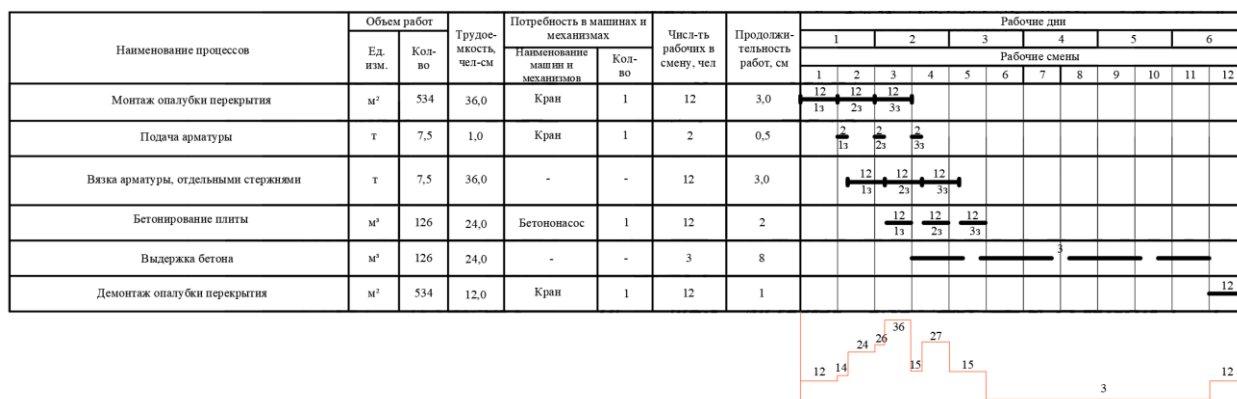 Наименование процессов
Объем работ
Ед. изм.
Кол-во
Трудое-мкость, чел-см
Потребность в машинах и механизмах
Наименование машин и механизмов
Кол-во
Числ-ть рабочих в смену, чел
Продолжи-тельность работ, см
Рабочие дни
1 2 3 4 5 6
Рабочие смены
1 2 3 4 5 6 7 8 9 10 11 12
Монтаж опалубки перекрытия м² 534 36,0 Кран 1 12 3,0 12 12 12
1з 2з 3з
Подача арматуры т 7,5 1,0 Кран 1 2 0,5 2 2 2
1з 2з 3з
Вязка арматуры, отдельными стержнями т 7,5 36,0 - - 12 3,0 12 12 12
1з 2з 3з
Бетонирование плиты м³ 126 24,0 Бетононасос 1 12 2 12 12 12
1з 2з 3з
Выдержка бетона м³ 126 24,0 - - 3 8 3
Демонтаж опалубки перекрытия м² 534 12,0 Кран 1 12 1 12
12 14 24 26 36 15 27 15 3 12